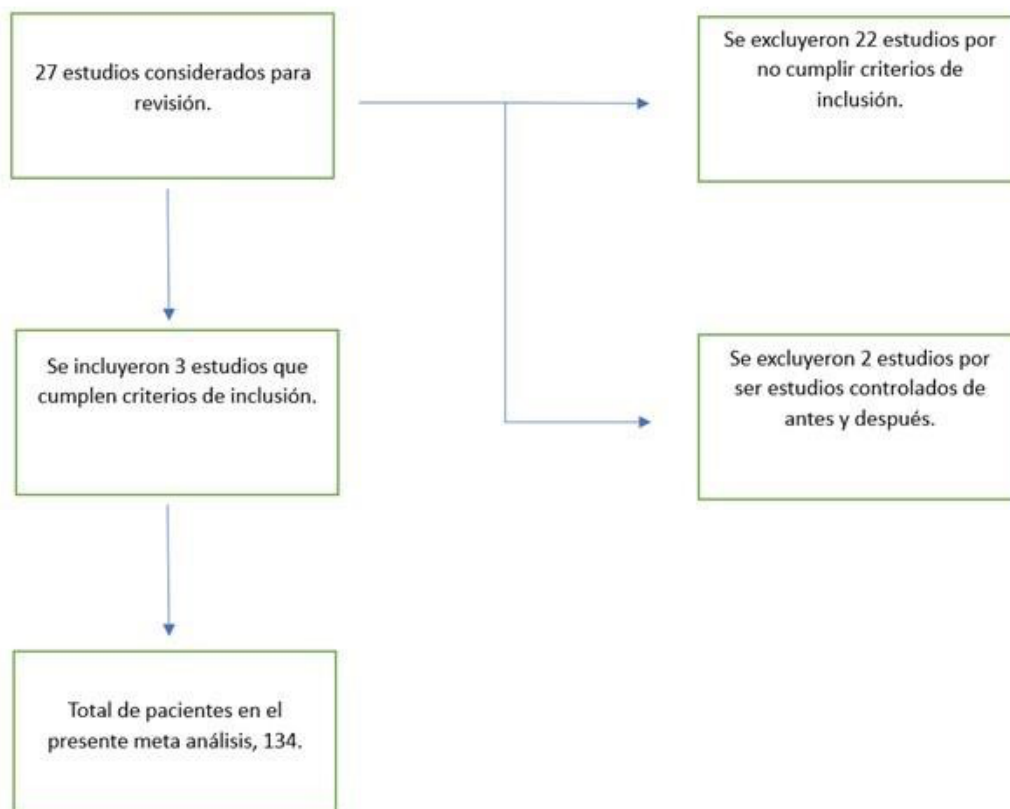 27 estudios considerados para
revisión.
Se excluyeron 22 estudios por
no cumplir criterios de
inclusión.
Se incluyeron 3 estudios que
cumplen criterios de inclusión.
Se excluyeron 2 estudios por
ser estudios controlados de
antes y después.
Total de pacientes en el
presente meta análisis, 134.